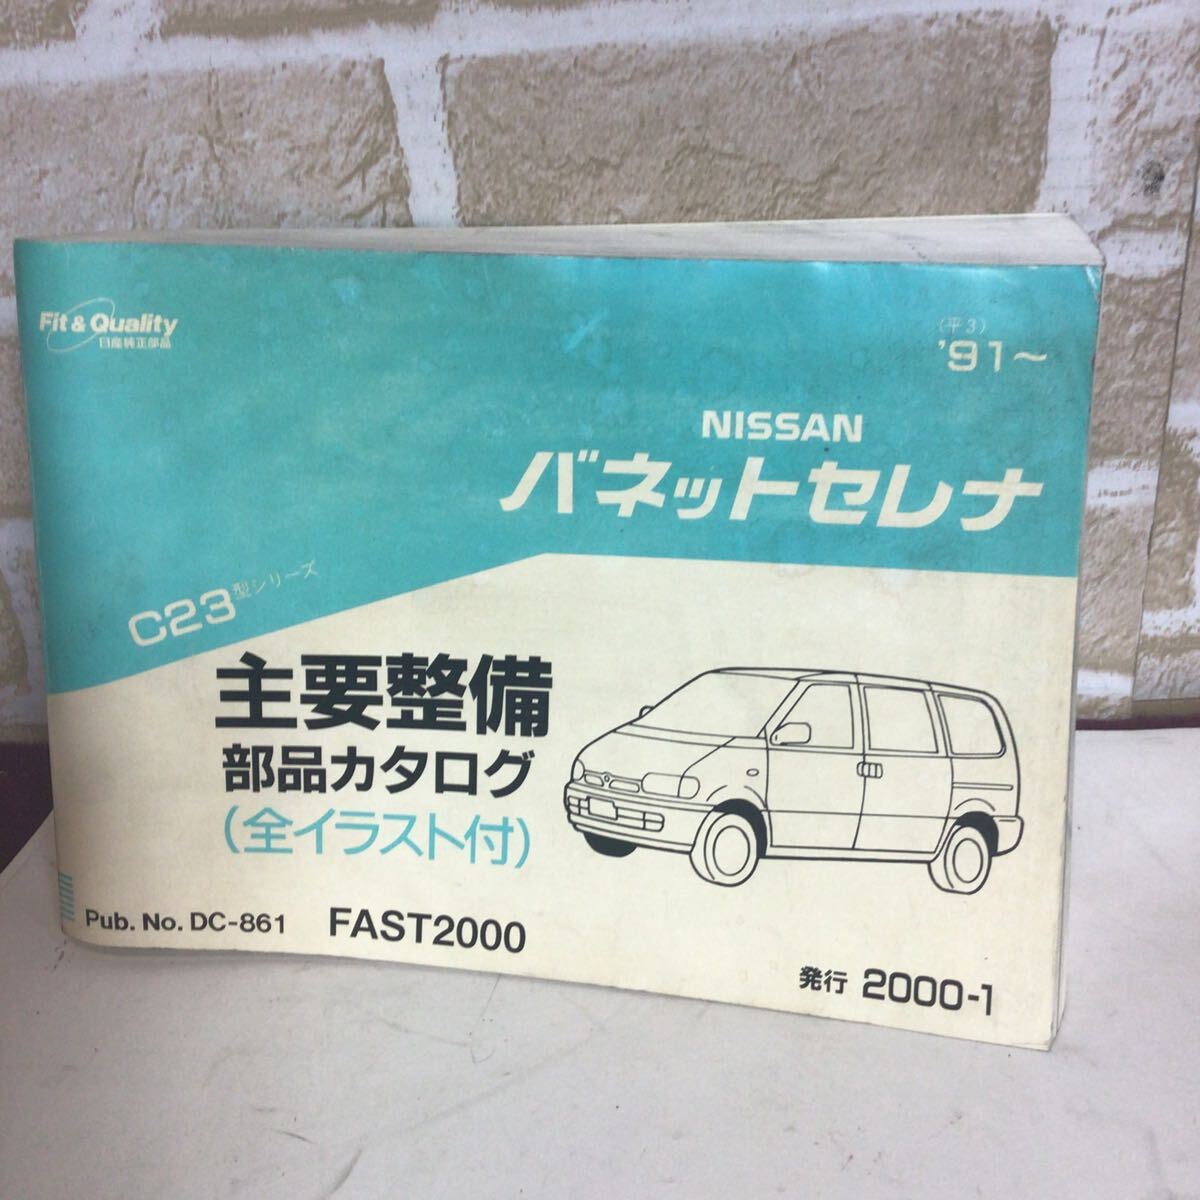 Fit & Quality
日産純正部品
(平3)
'91〜
NISSAN
バネットセレナ
C23型シリーズ
主要整備
部品カタログ
(全イラスト付)
Pub. No. DC-861 FAST2000
発行 2000-1